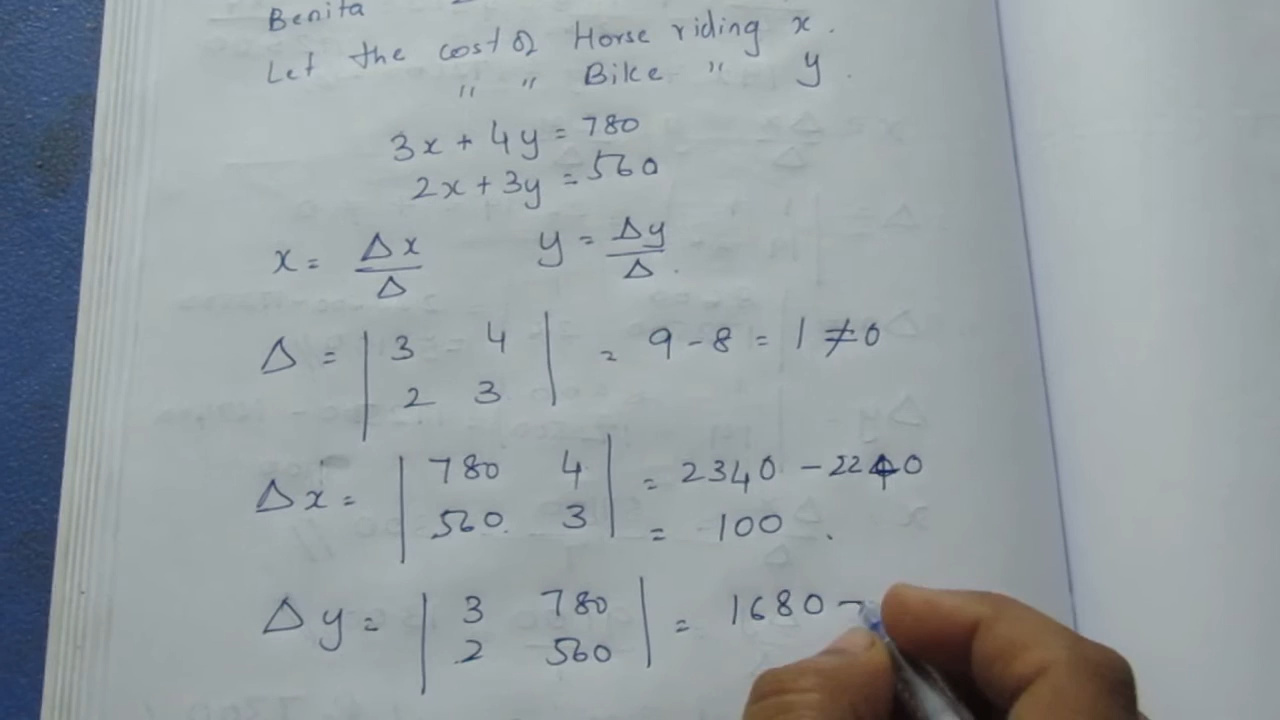 Benita
Let the cost of Horse riding x.
" " Bike " y.
3x + 4y = 780
2x + 3y = 560
x = Δx/Δ y = Δy/Δ.
Δ = | 3 4 | = 9 - 8 = 1 ≠ 0
| 2 3 |
Δx = | 780 4 | = 2340 - 2240
| 560 3 | = 100.
Δy = | 3 780 | = 1680 -
| 2 560 |